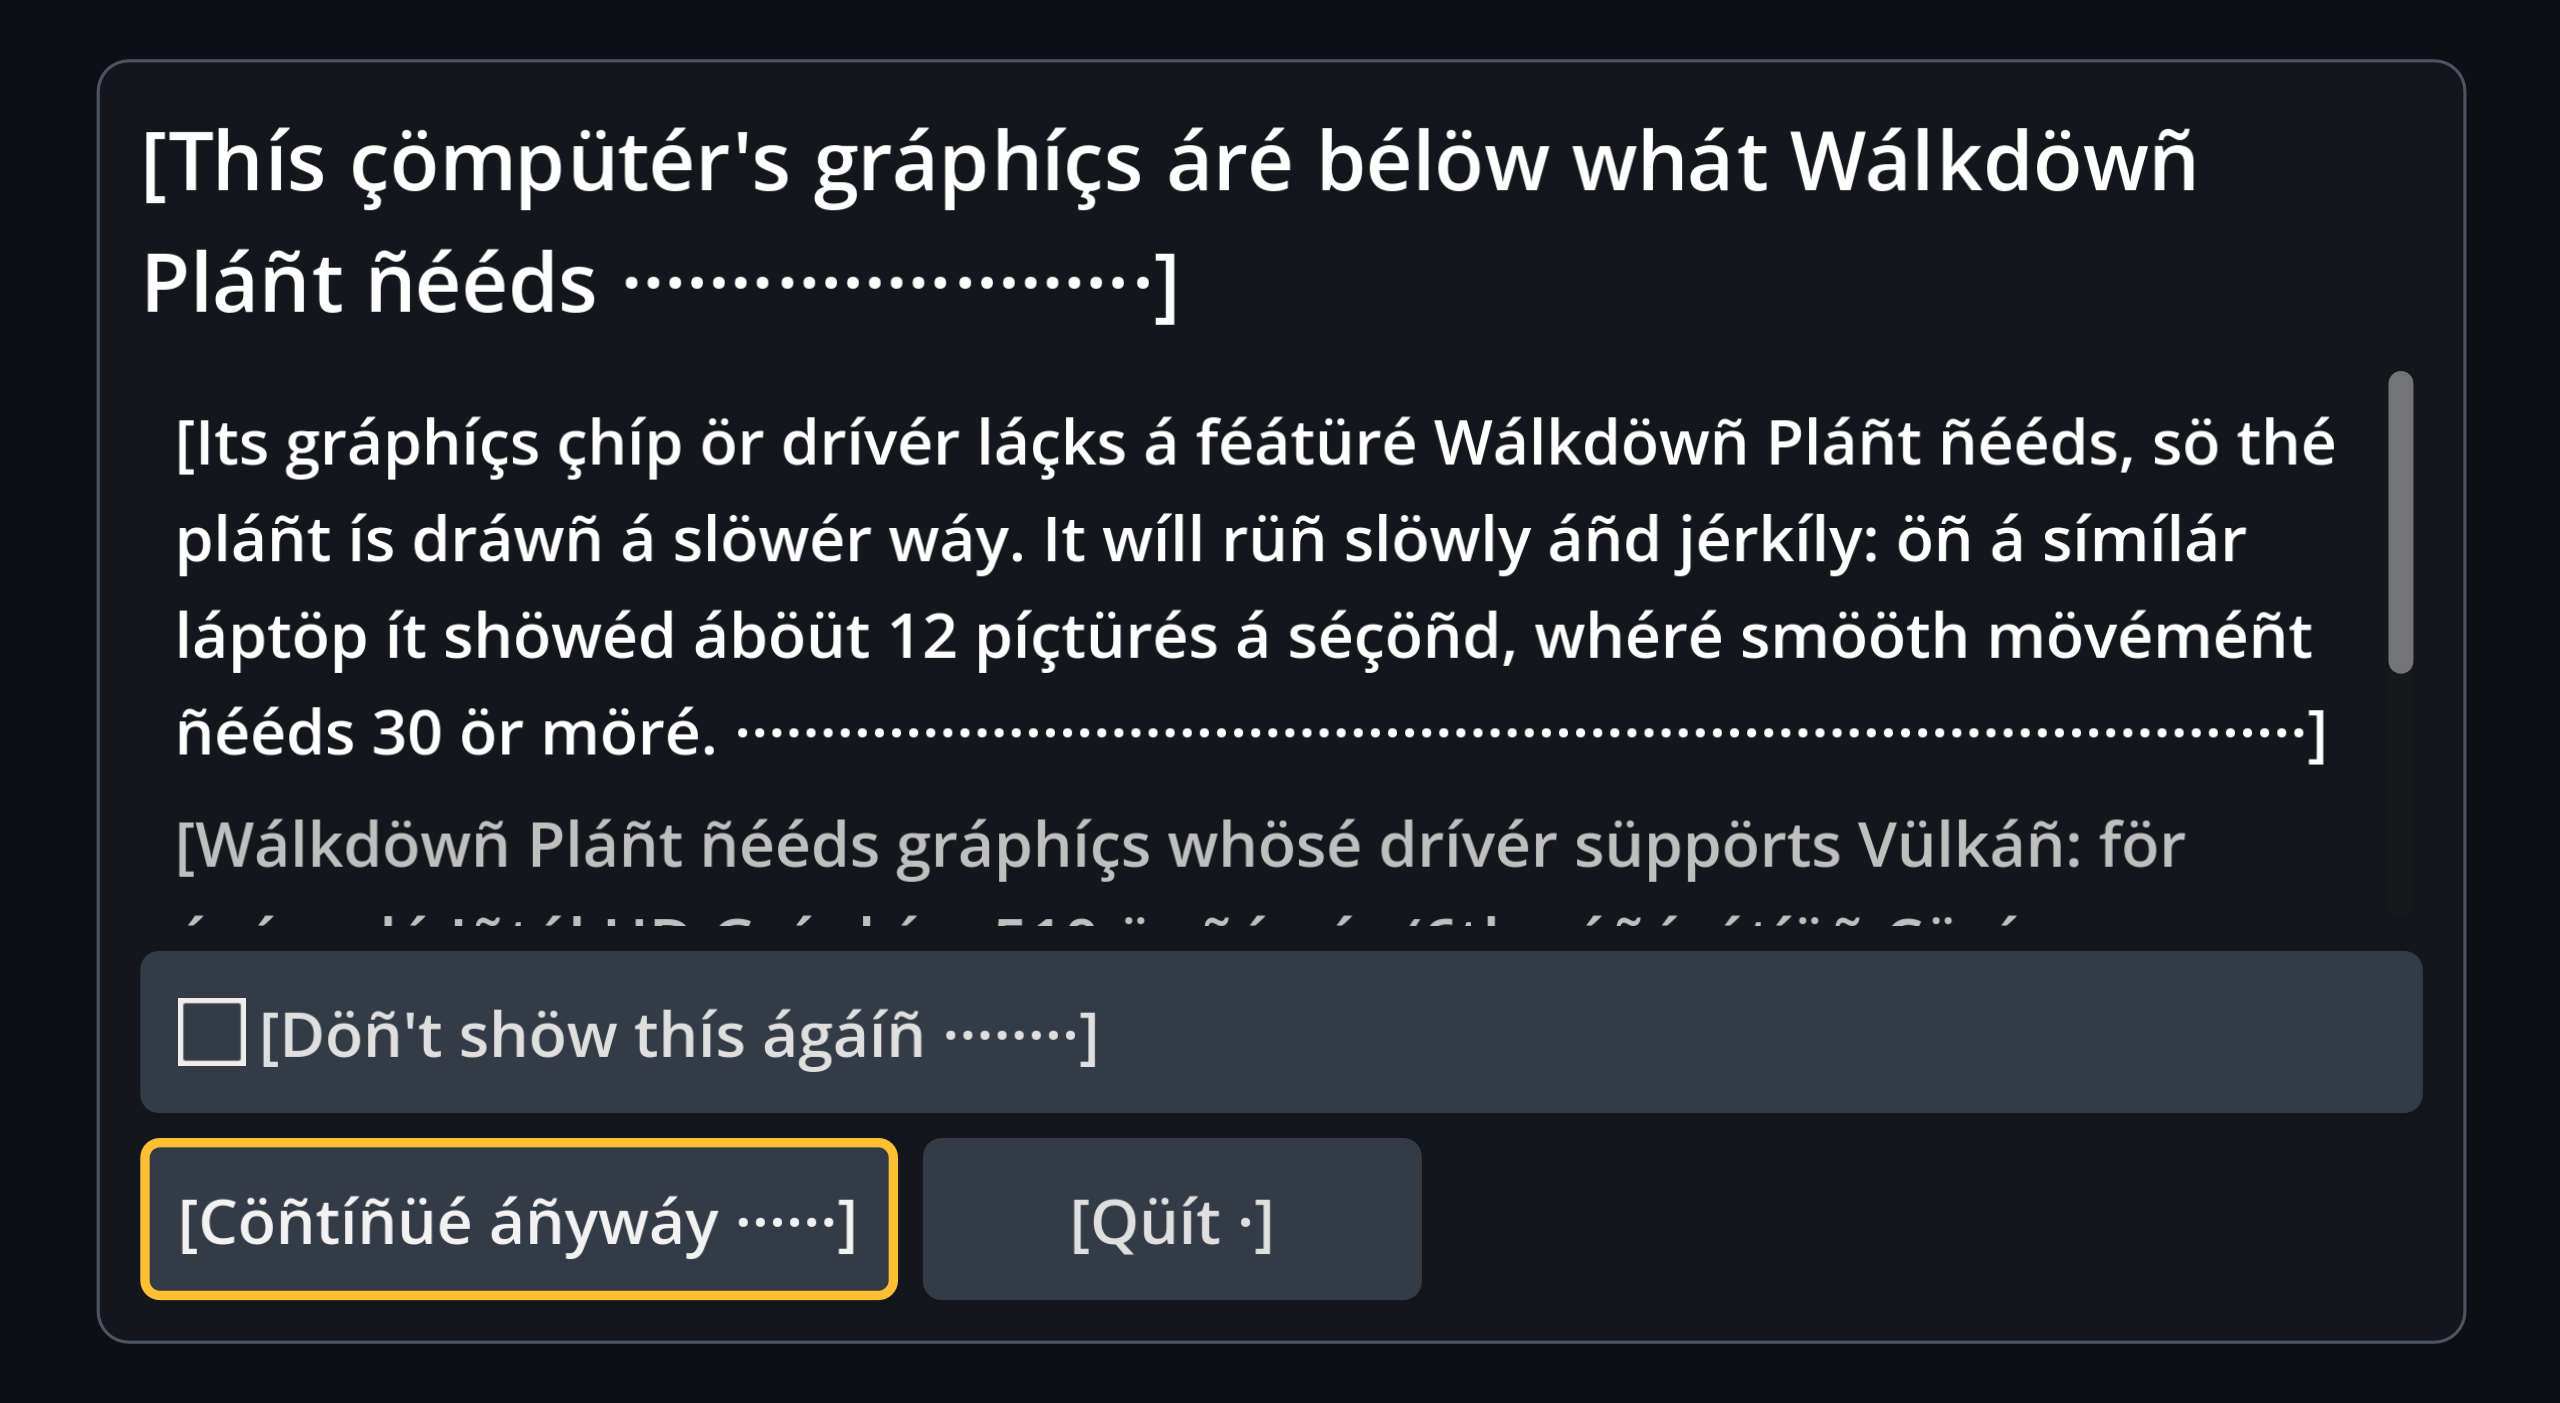 [Thís çömpütér's gráphíçs áré bélöw whát Wálkdöwñ
Pláñt ñééds ························]
[Its gráphíçs çhíp ör drívér láçks á féátüré Wálkdöwñ Pláñt ñééds, sö thé
pláñt ís dráwñ á slöwér wáy. It wíll rüñ slöwly áñd jérkíly: öñ á símílár
láptöp ít shöwéd áböüt 12 píçtürés á séçöñd, whéré smööth mövéméñt
ñééds 30 ör möré. ············································································································]
[Wálkdöwñ Pláñt ñééds gráphíçs whösé drívér süppörts Vülkáñ: för
[Döñ't shöw thís ágáíñ ········]
[Cöñtíñüé áñywáy ······]
[Qüít ·]